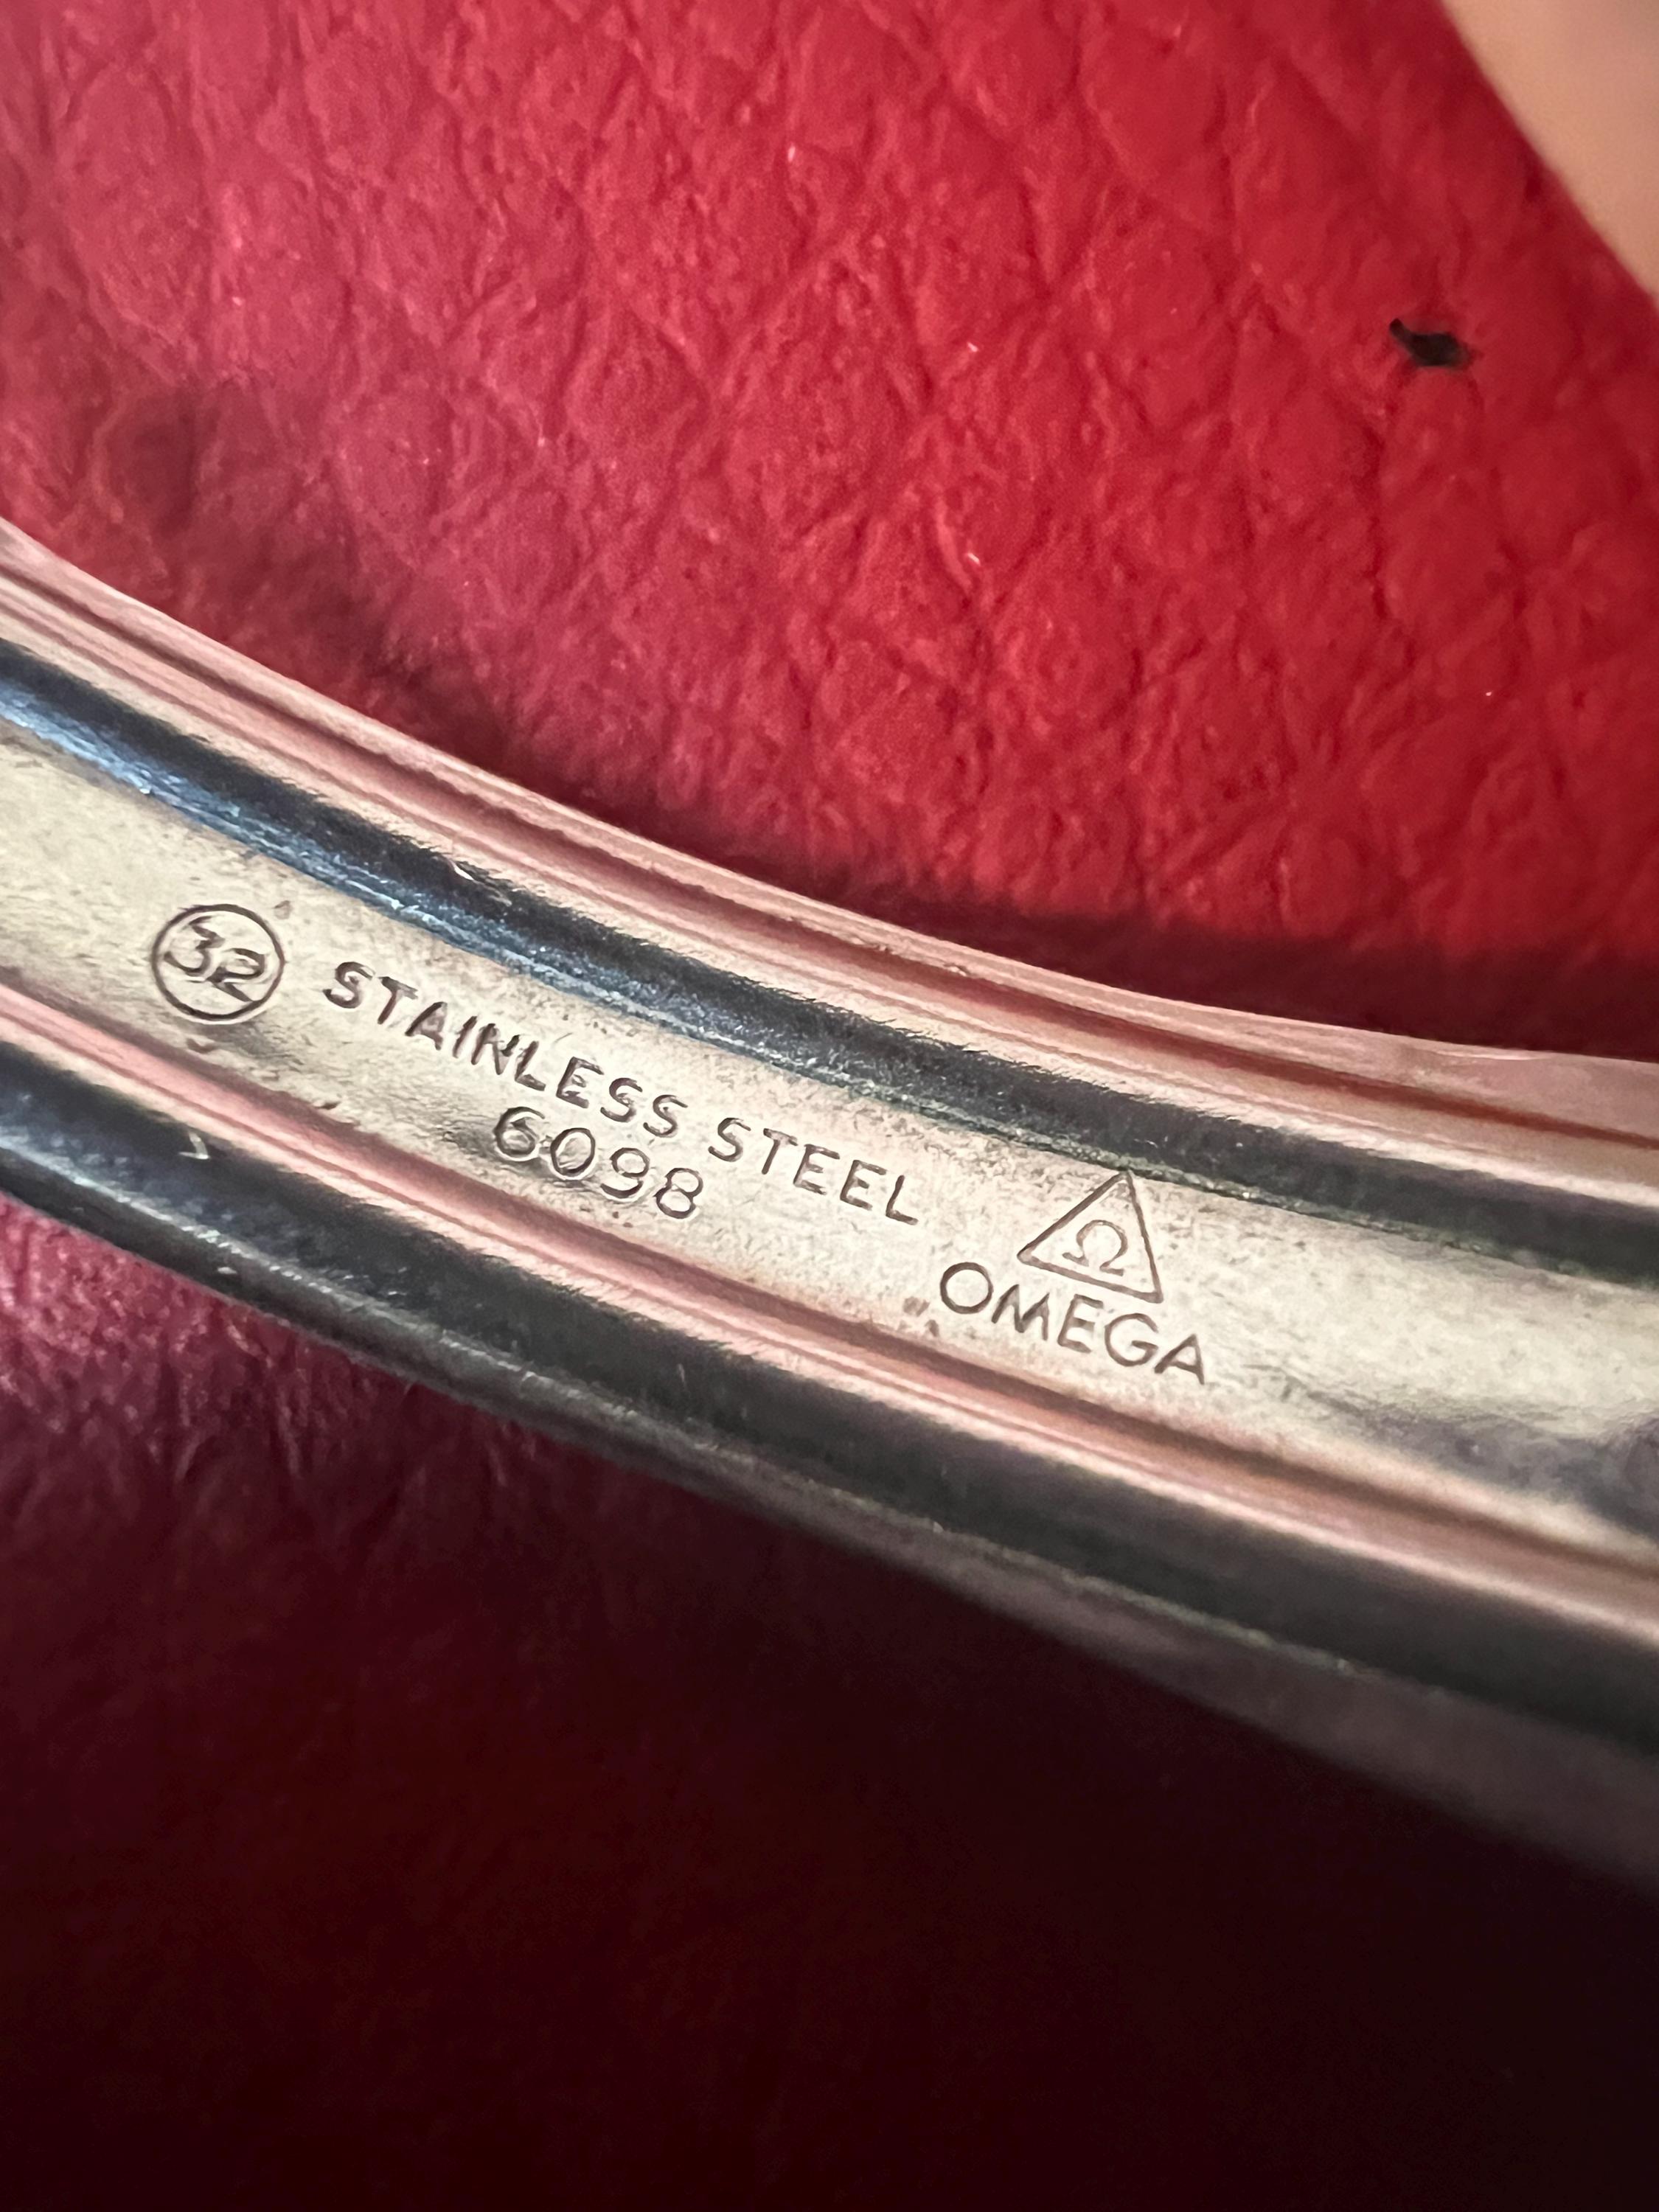 32 STAINLESS STEEL
6098
Ω
OMEGA